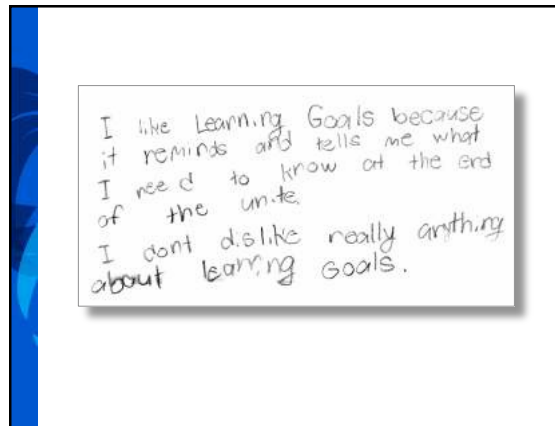 I like Learning Goals because
it reminds and tells me what
I need to know at the end
of the unite.
I dont dislike really anything
about learning Goals.